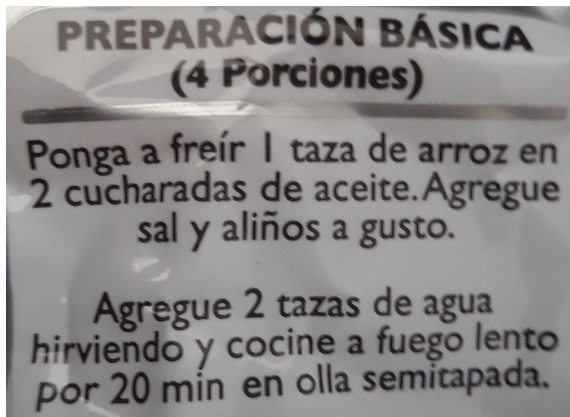 PREPARACIÓN BÁSICA
(4 Porciones)
Ponga a freír 1 taza de arroz en
2 cucharadas de aceite. Agregue
sal y aliños a gusto.
Agregue 2 tazas de agua
hirviendo y cocine a fuego lento
por 20 min en olla semitapada.